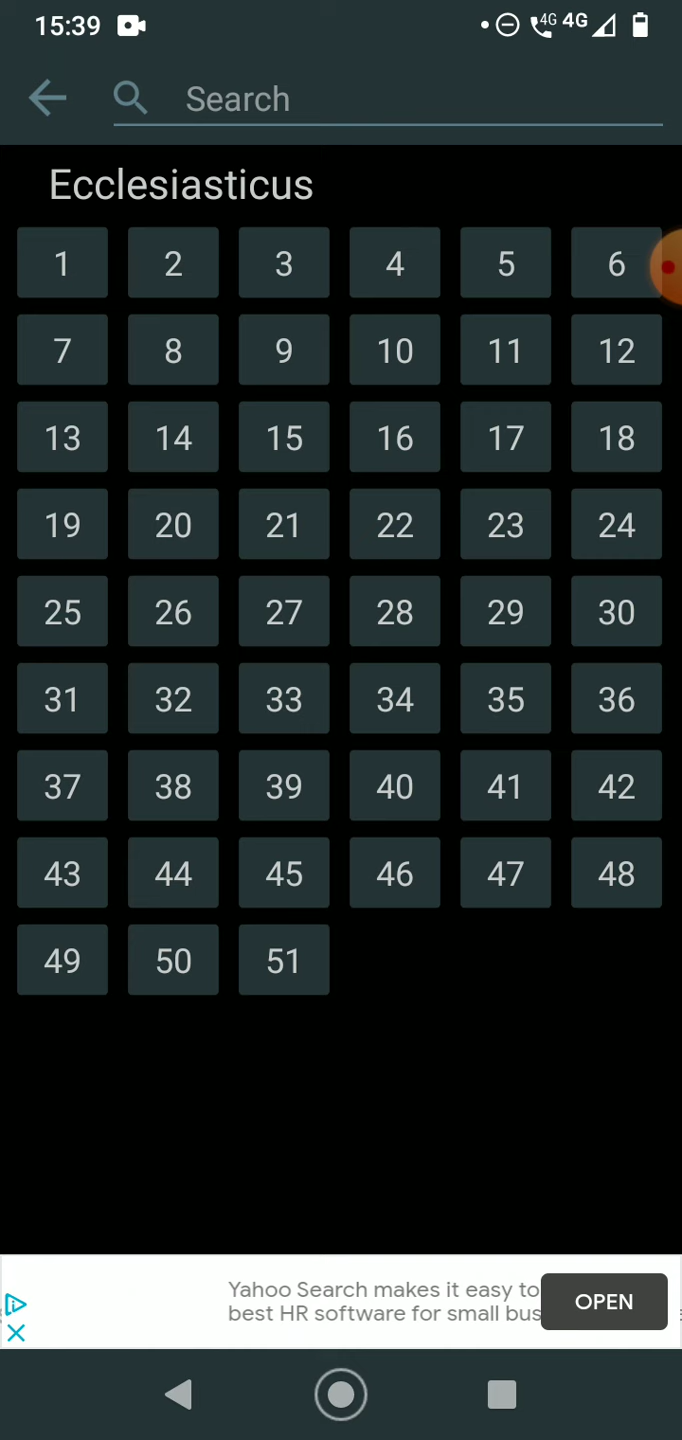 15:39 4G 4G
Search
Ecclesiasticus
1 2 3 4 5 6
7 8 9 10 11 12
13 14 15 16 17 18
19 20 21 22 23 24
25 26 27 28 29 30
31 32 33 34 35 36
37 38 39 40 41 42
43 44 45 46 47 48
49 50 51
Yahoo Search makes it easy to
best HR software for small bus
OPEN